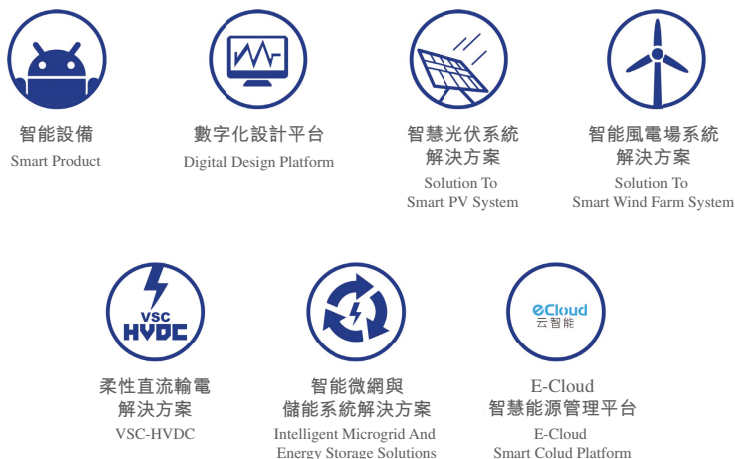 智能設備
Smart Product
數字化設計平台
Digital Design Platform
智慧光伏系統
解決方案
Solution To
Smart PV System
智能風電場系統
解決方案
Solution To
Smart Wind Farm System
VSC
HVDC
柔性直流輸電
解決方案
VSC-HVDC
智能微網與
儲能系統解決方案
Intelligent Microgrid And
Energy Storage Solutions
eCloud
云智能
E-Cloud
智慧能源管理平台
E-Cloud
Smart Colud Platform